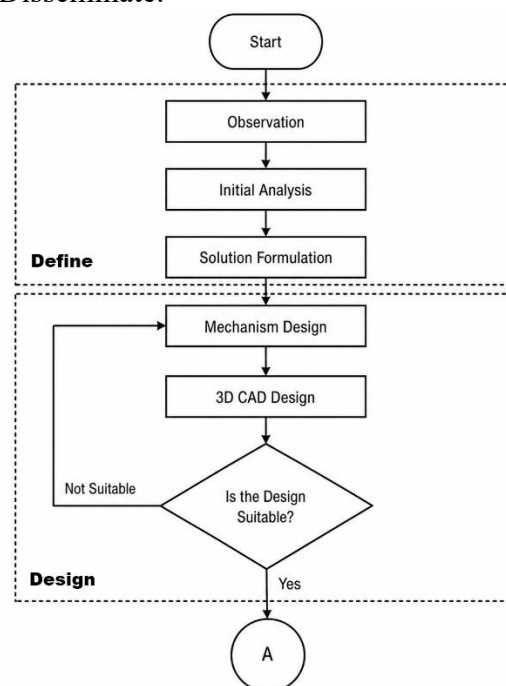 Disseminate.
Start
Observation
Initial Analysis
Solution Formulation
Define
Mechanism Design
3D CAD Design
Not Suitable
Is the Design
Suitable?
Design
Yes
A